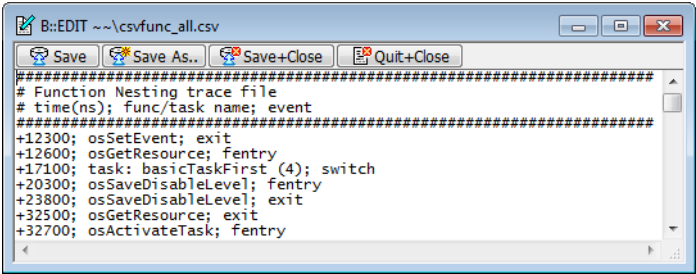 B::EDIT ~~\csvfunc_all.csv
Save Save As.. Save+Close Quit+Close
######################################################################
# Function Nesting trace file
# time(ns); func/task name; event
######################################################################
+12300; osSetEvent; exit
+12600; osGetResource; fentry
+17100; task: basicTaskFirst (4); switch
+20300; osSaveDisableLevel; fentry
+23800; osSaveDisableLevel; exit
+32500; osGetResource; exit
+32700; osActivateTask; fentry